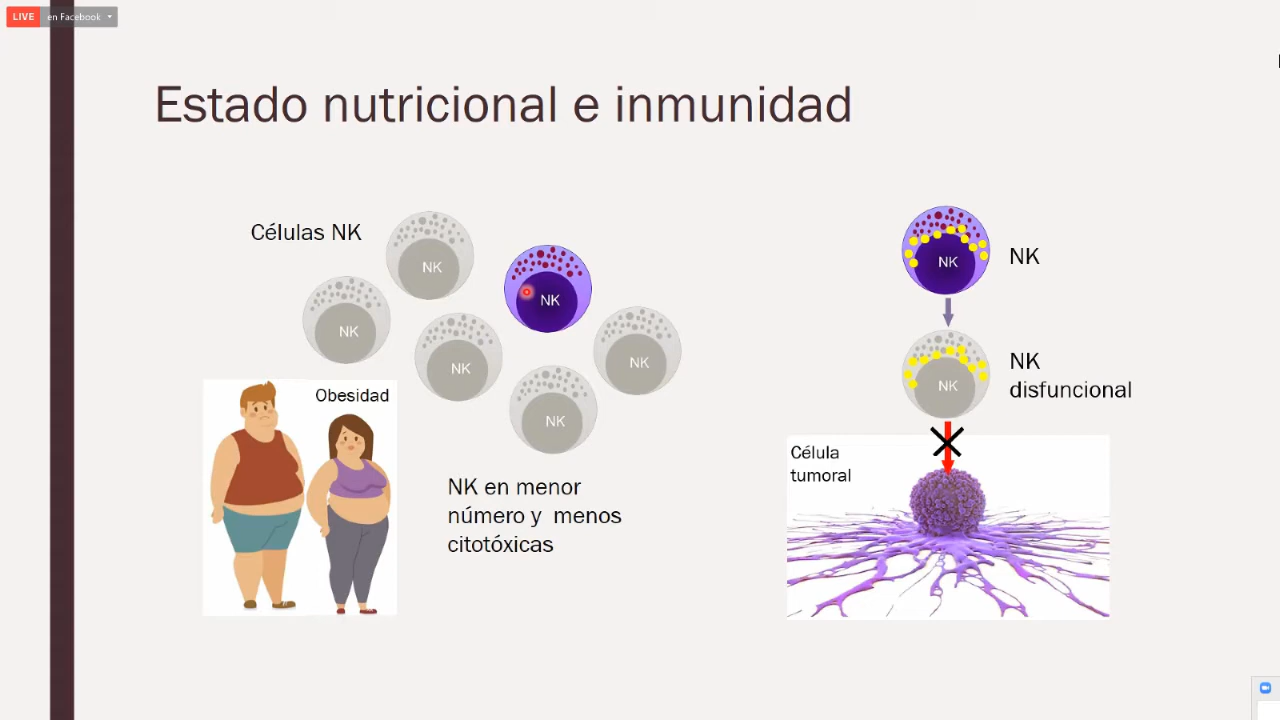 LIVE en Facebook
Estado nutricional e inmunidad
Células NK
NK
NK
NK
NK
NK
NK
Obesidad
NK en menor
número y menos
citotóxicas
NK
NK
NK
NK
disfuncional
Célula
tumoral